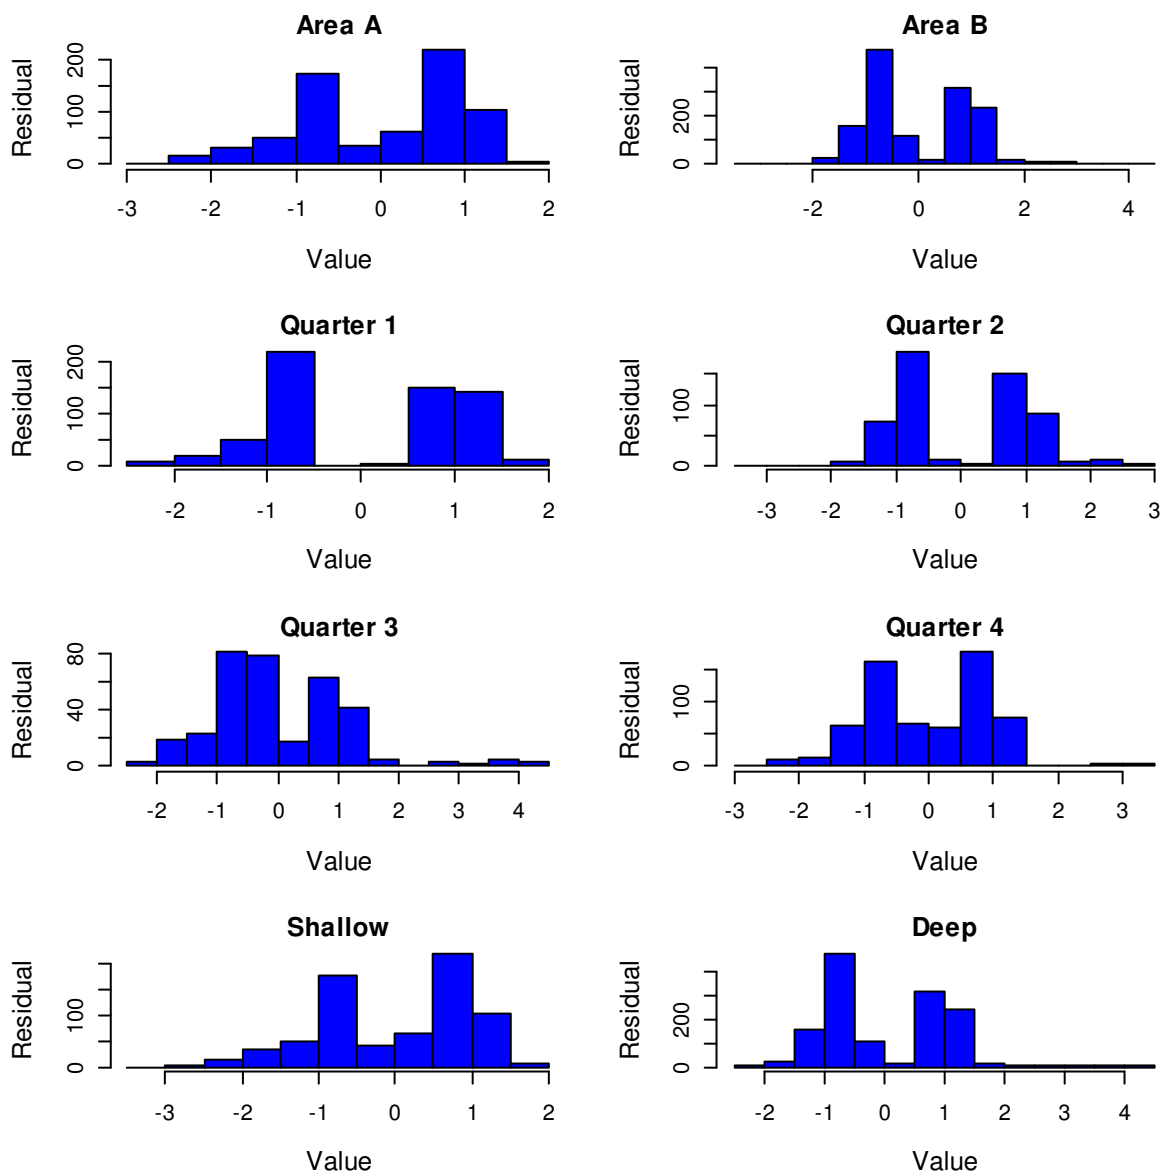 Area A
Residual
200
100
0
-3 -2 -1 0 1 2
Value
Area B
Residual
200
0
-2 0 2 4
Value
Quarter 1
Residual
200
100
0
-2 -1 0 1 2
Value
Quarter 2
Residual
100
0
-3 -2 -1 0 1 2 3
Value
Quarter 3
Residual
80
40
0
-2 -1 0 1 2 3 4
Value
Quarter 4
Residual
100
0
-3 -2 -1 0 1 2 3
Value
Shallow
Residual
100
0
-3 -2 -1 0 1 2
Value
Deep
Residual
200
0
-2 -1 0 1 2 3 4
Value